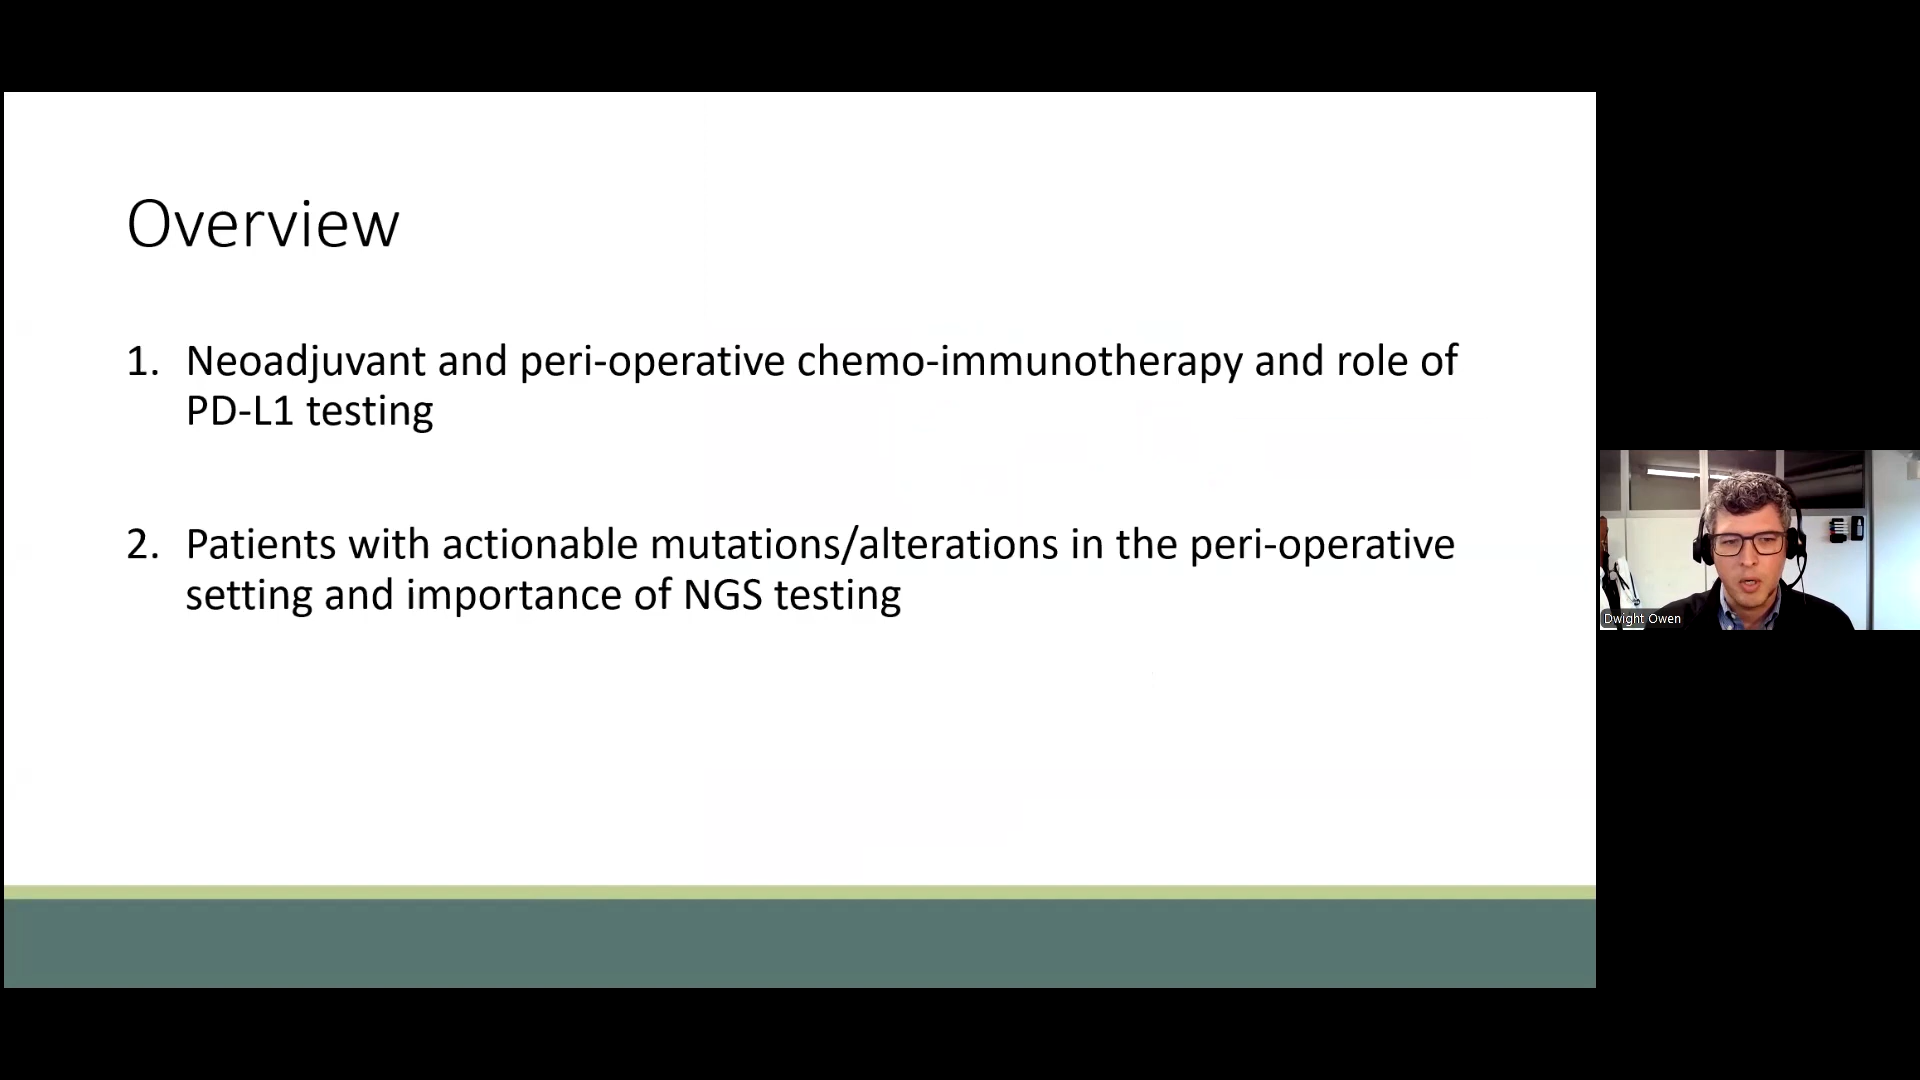 Overview
1. Neoadjuvant and peri-operative chemo-immunotherapy and role of
PD-L1 testing
2. Patients with actionable mutations/alterations in the peri-operative
setting and importance of NGS testing
Dwight Owen